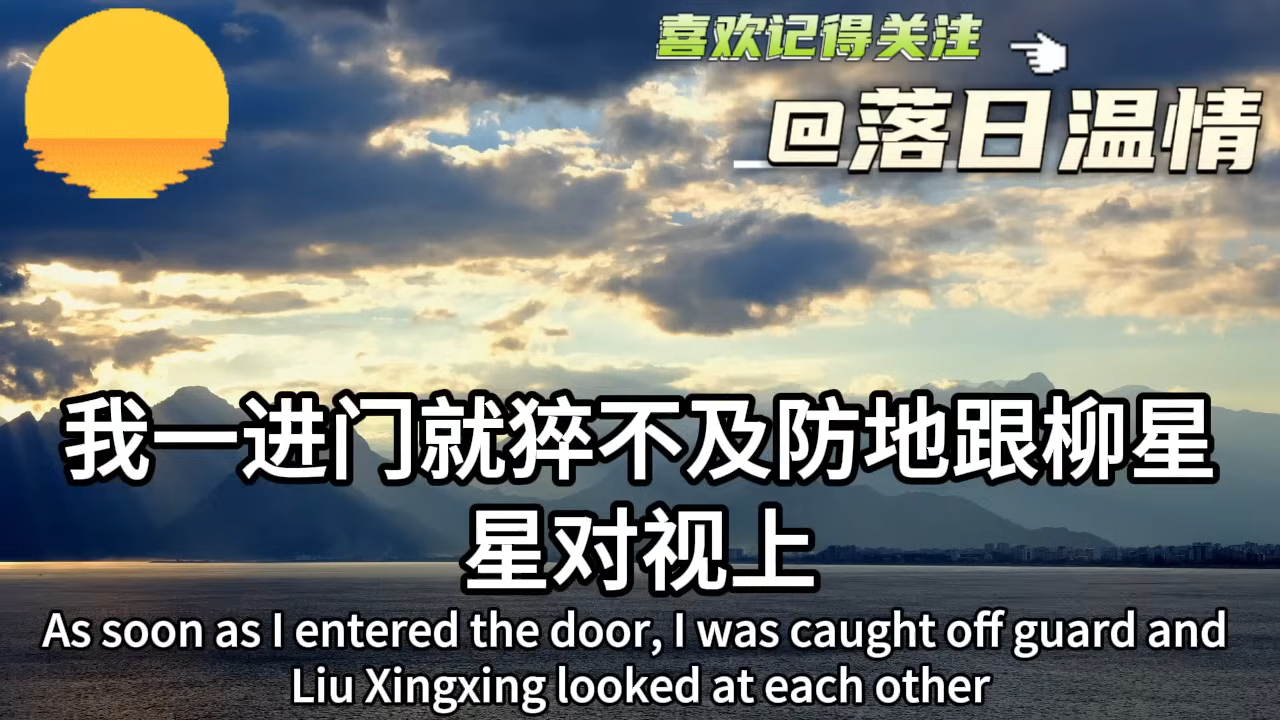 喜欢记得关注
@落日温情
我一进门就猝不及防地跟柳星
星对视上
As soon as I entered the door, I was caught off guard and
Liu Xingxing looked at each other